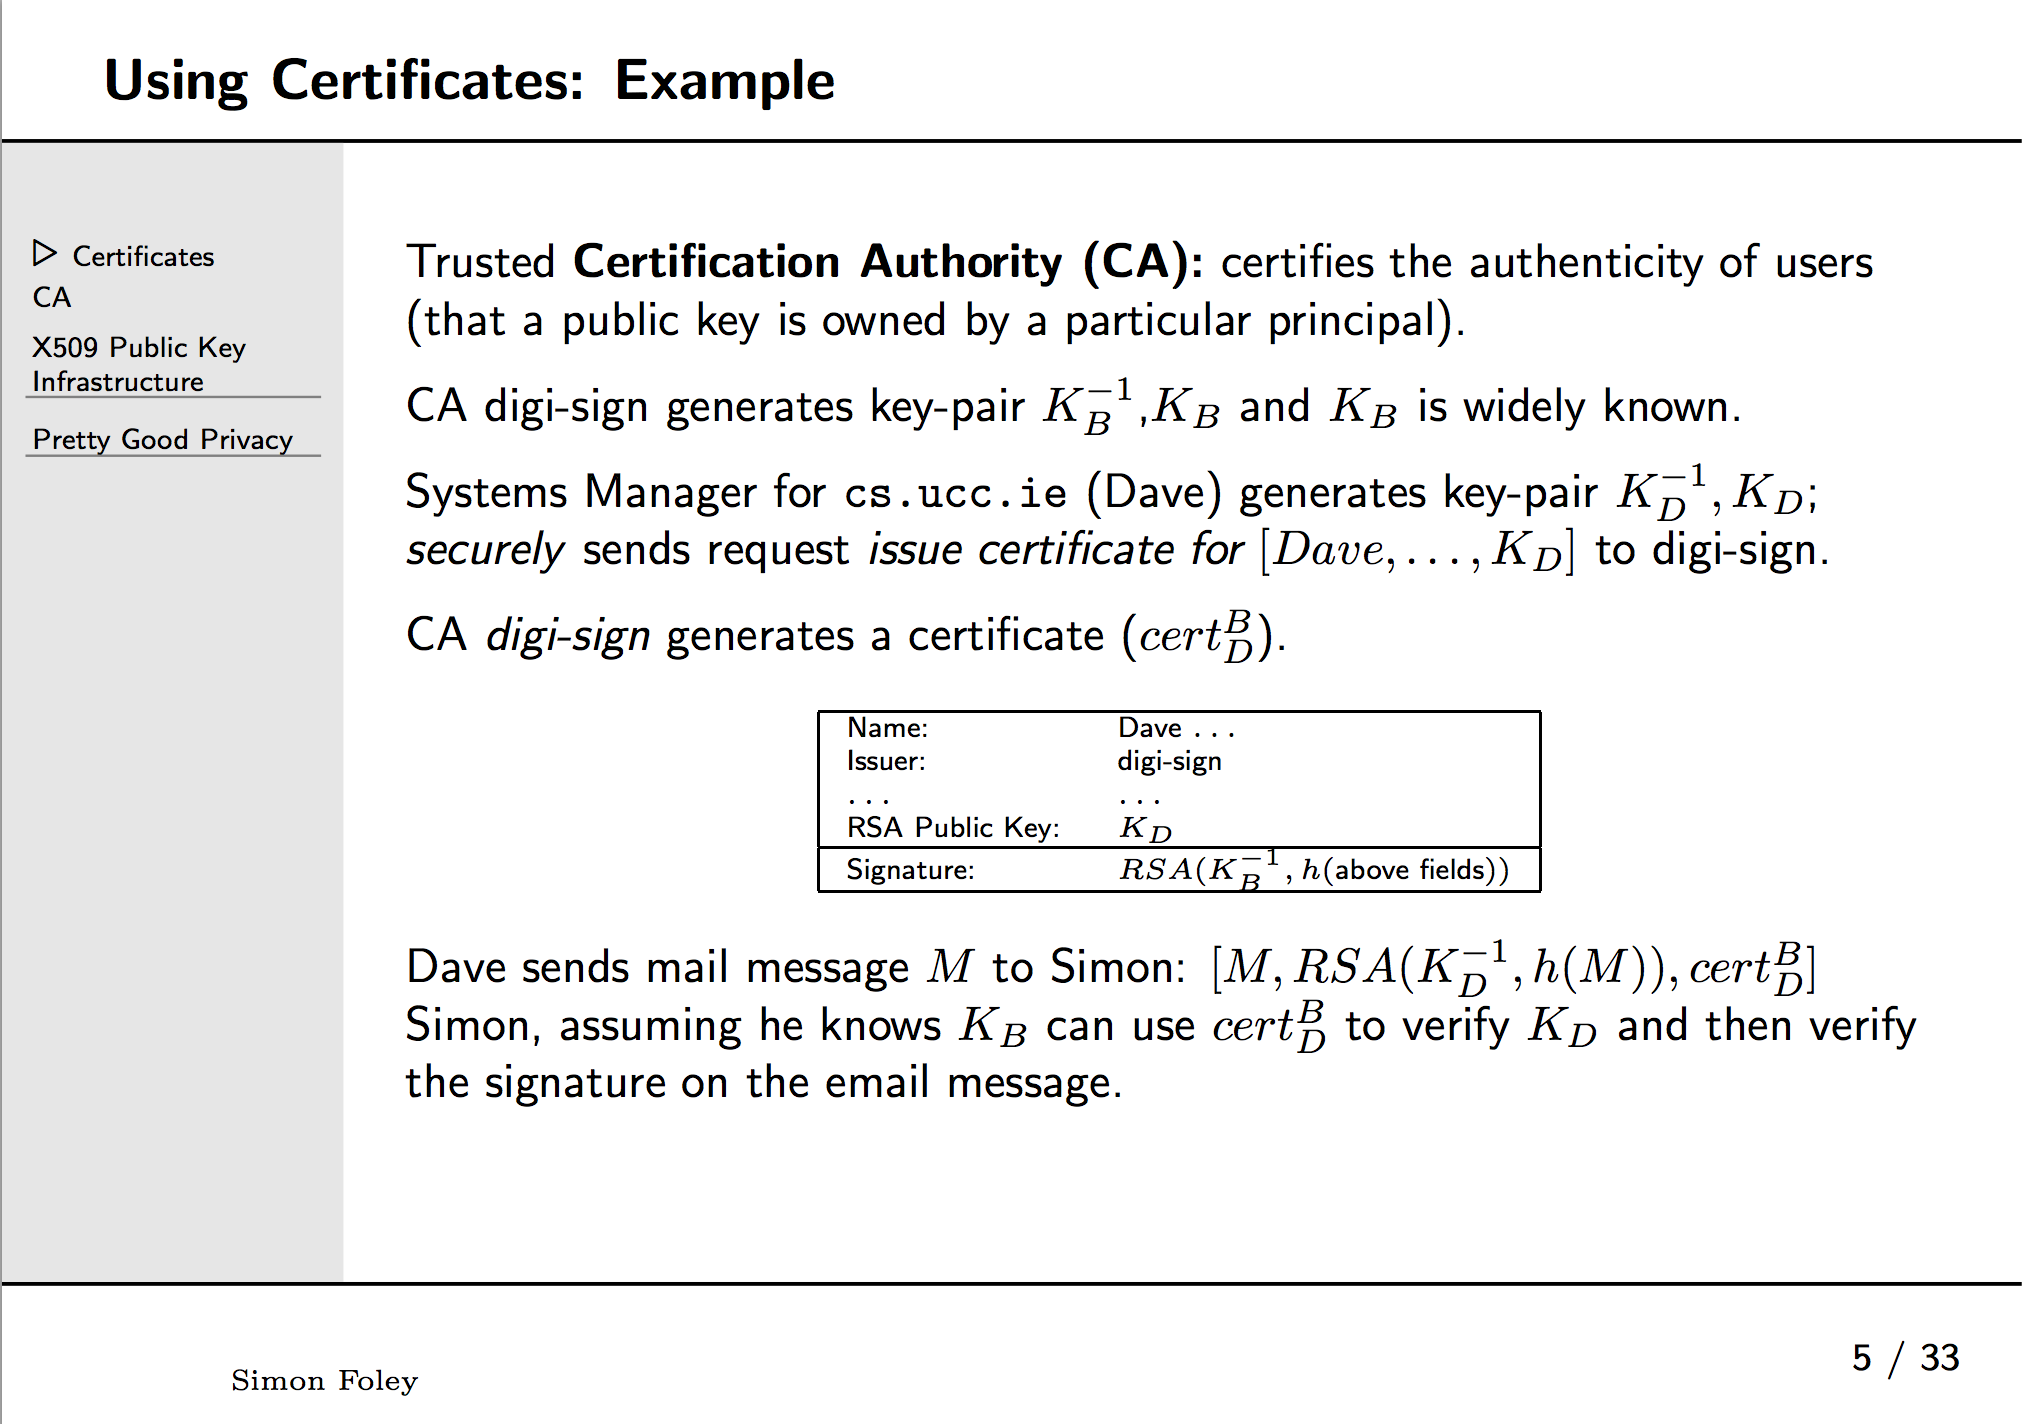 Using Certificates: Example
▷ Certificates
CA
X509 Public Key
Infrastructure
Pretty Good Privacy
Trusted Certification Authority (CA): certifies the authenticity of users
(that a public key is owned by a particular principal).
CA digi-sign generates key-pair K_B^{-1},K_B and K_B is widely known.
Systems Manager for cs.ucc.ie (Dave) generates key-pair K_D^{-1}, K_D;
securely sends request issue certificate for [Dave, . . . , K_D] to digi-sign.
CA digi-sign generates a certificate (cert_D^B).
Name: Dave . . .
Issuer: digi-sign
. . . . . .
RSA Public Key: K_D
Signature: RSA(K_B^{-1}, h(above fields))
Dave sends mail message M to Simon: [M, RSA(K_D^{-1}, h(M)), cert_D^B]
Simon, assuming he knows K_B can use cert_D^B to verify K_D and then verify
the signature on the email message.
Simon Foley
5 / 33